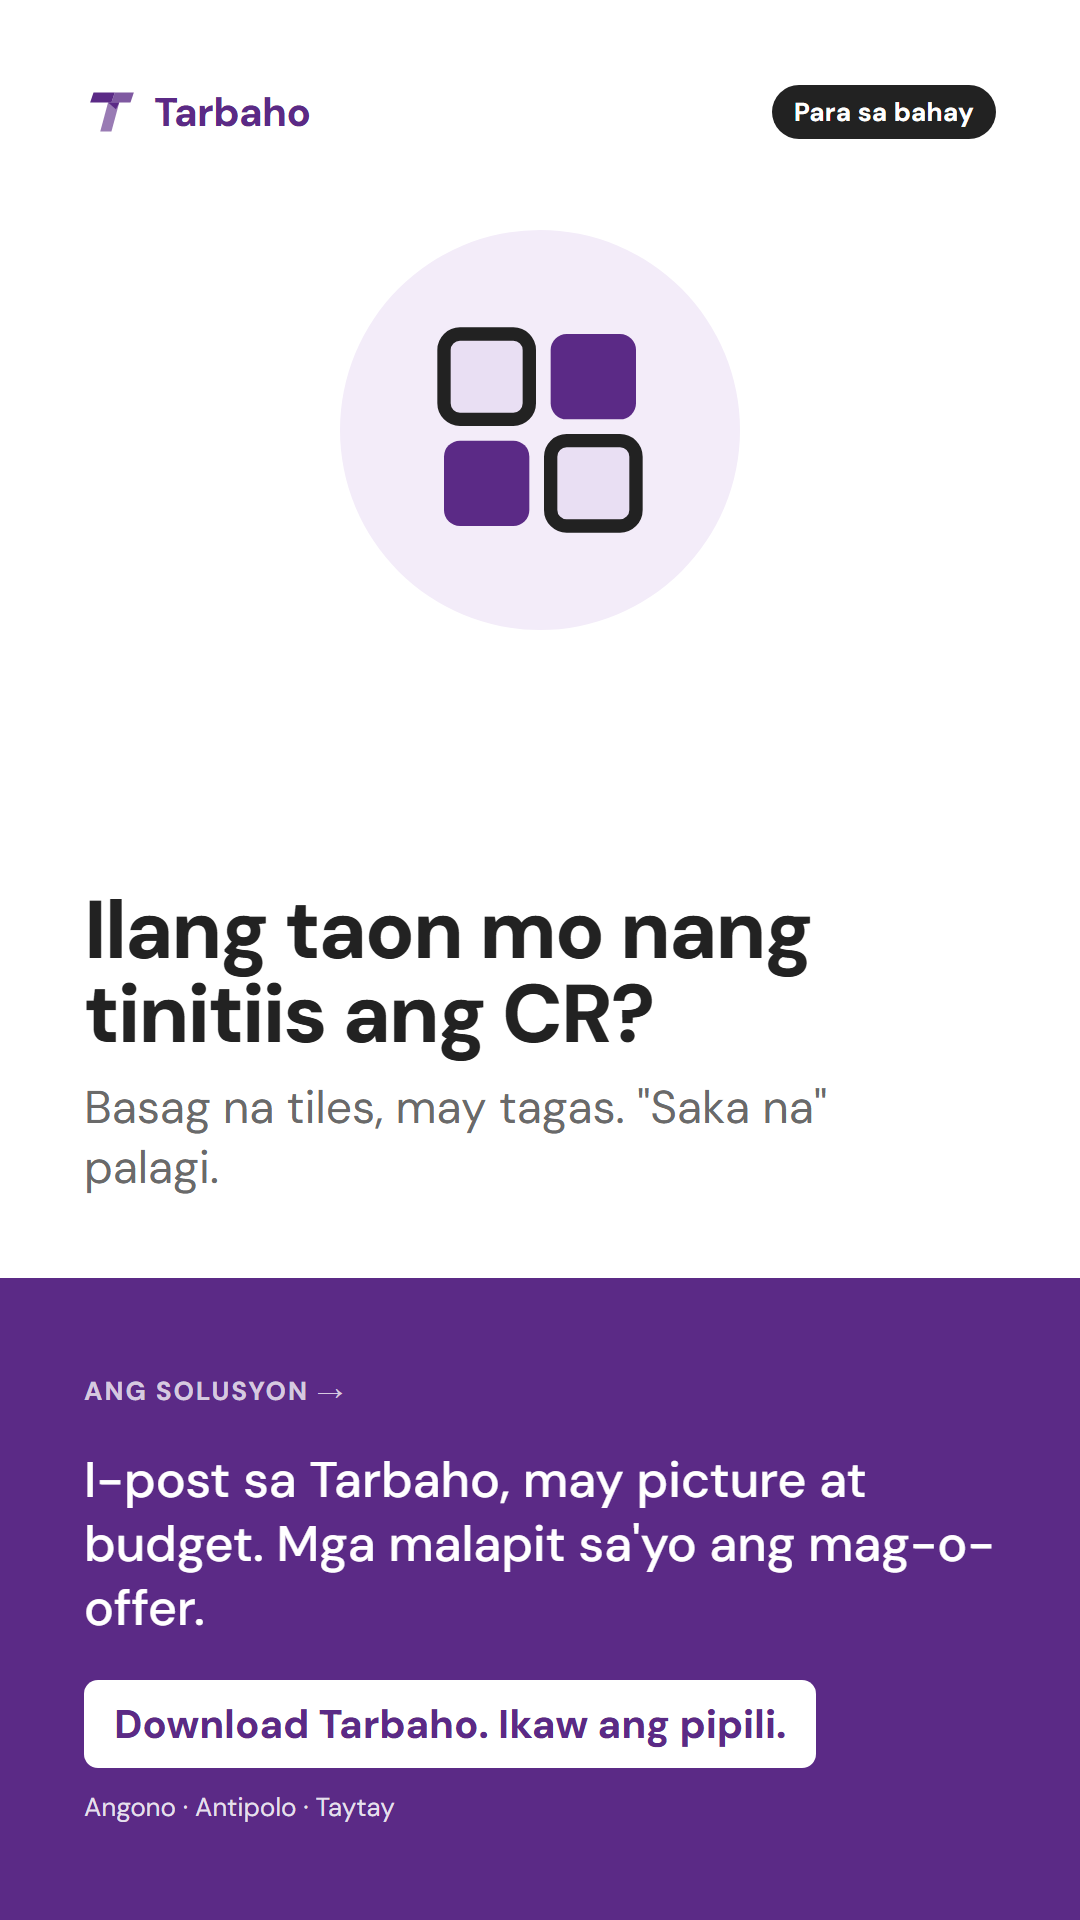 Tarbaho
Para sa bahay
Ilang taon mo nang
tinitiis ang CR?
Basag na tiles, may tagas. "Saka na"
palagi.
ANG SOLUSYON →
I-post sa Tarbaho, may picture at
budget. Mga malapit sa'yo ang mag-o-
offer.
Download Tarbaho. Ikaw ang pipili.
Angono · Antipolo · Taytay